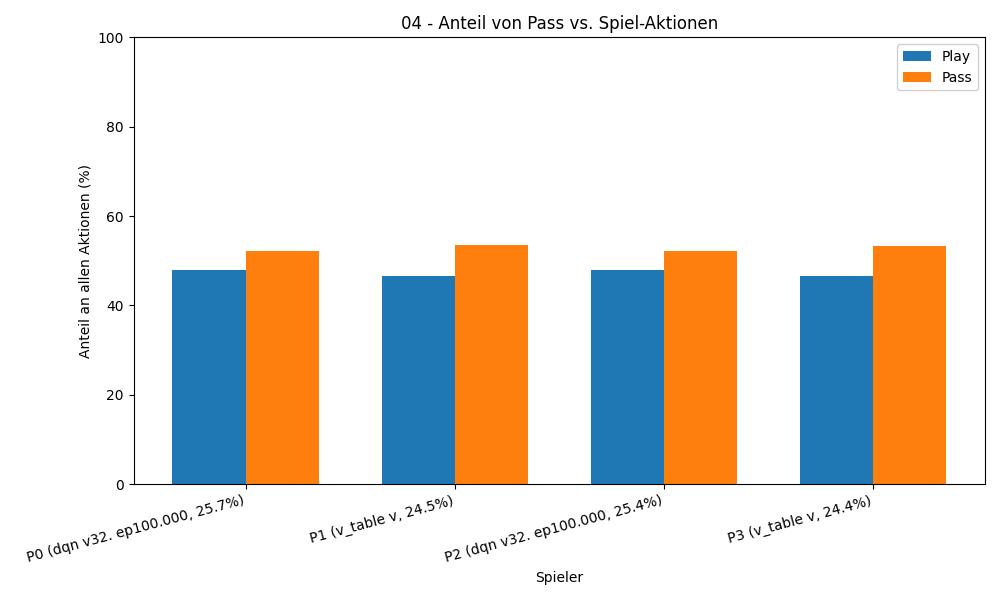 04 - Anteil von Pass vs. Spiel-Aktionen
Play
Pass
Anteil an allen Aktionen (%)
100
80
60
40
20
0
P0 (dqn v32. ep100.000, 25.7%)
P1 (v_table v, 24.5%)
P2 (dqn v32. ep100.000, 25.4%)
P3 (v_table v, 24.4%)
Spieler